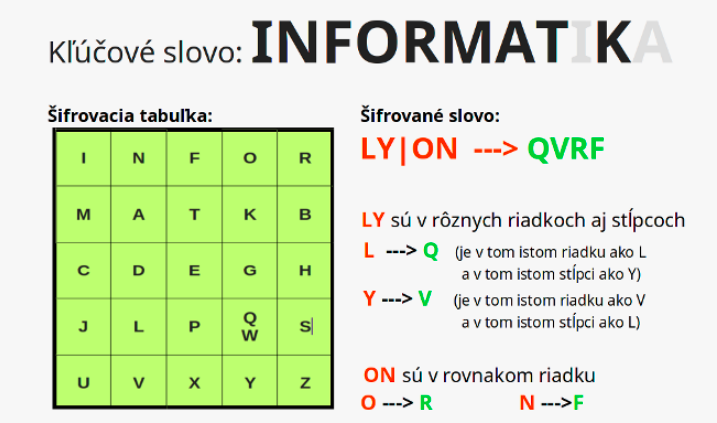 Kľúčové slovo: INFORMATIKA
Šifrovacia tabuľka:
I N F O R
M A T K B
C D E G H
J L P Q W S
U V X Y Z
Šifrované slovo:
LY|ON ---> QVRF
LY sú v rôznych riadkoch aj stĺpcoch
L ---> Q (je v tom istom riadku ako L
a v tom istom stĺpci ako Y)
Y ---> V (je v tom istom riadku ako V
a v tom istom stĺpci ako L)
ON sú v rovnakom riadku
O ---> R N --->F